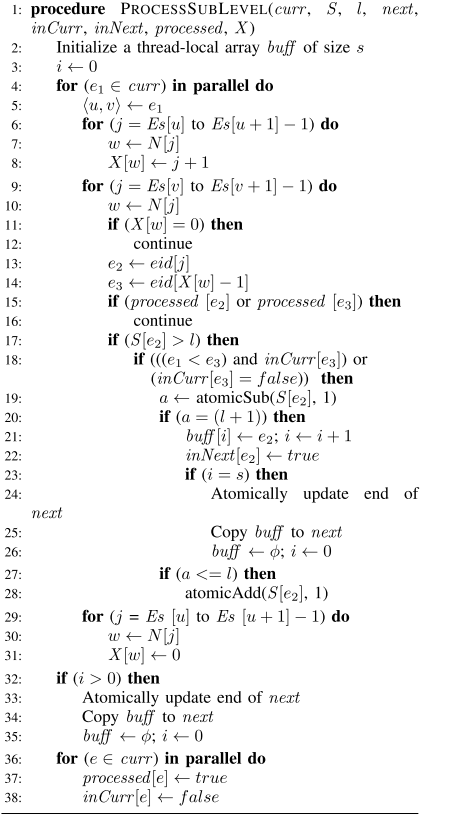 1: procedure PROCESSSUBLEVEL(curr, S, l, next,
inCurr, inNext, processed, X)
2: Initialize a thread-local array buff of size s
3: i ← 0
4: for (e₁ ∈ curr) in parallel do
5: ⟨u, v⟩ ← e₁
6: for (j = Es[u] to Es[u + 1] − 1) do
7: w ← N[j]
8: X[w] ← j + 1
9: for (j = Es[v] to Es[v + 1] − 1) do
10: w ← N[j]
11: if (X[w] = 0) then
12: continue
13: e₂ ← eid[j]
14: e₃ ← eid[X[w] − 1]
15: if (processed [e₂] or processed [e₃]) then
16: continue
17: if (S[e₂] > l) then
18: if (((e₁ < e₃) and inCurr[e₃]) or
(inCurr[e₃] = false)) then
19: a ← atomicSub(S[e₂], 1)
20: if (a = (l + 1)) then
21: buff[i] ← e₂; i ← i + 1
22: inNext[e₂] ← true
23: if (i = s) then
24: Atomically update end of
next
25: Copy buff to next
26: buff ← ϕ; i ← 0
27: if (a <= l) then
28: atomicAdd(S[e₂], 1)
29: for (j = Es [u] to Es [u + 1] − 1) do
30: w ← N[j]
31: X[w] ← 0
32: if (i > 0) then
33: Atomically update end of next
34: Copy buff to next
35: buff ← ϕ; i ← 0
36: for (e ∈ curr) in parallel do
37: processed[e] ← true
38: inCurr[e] ← false